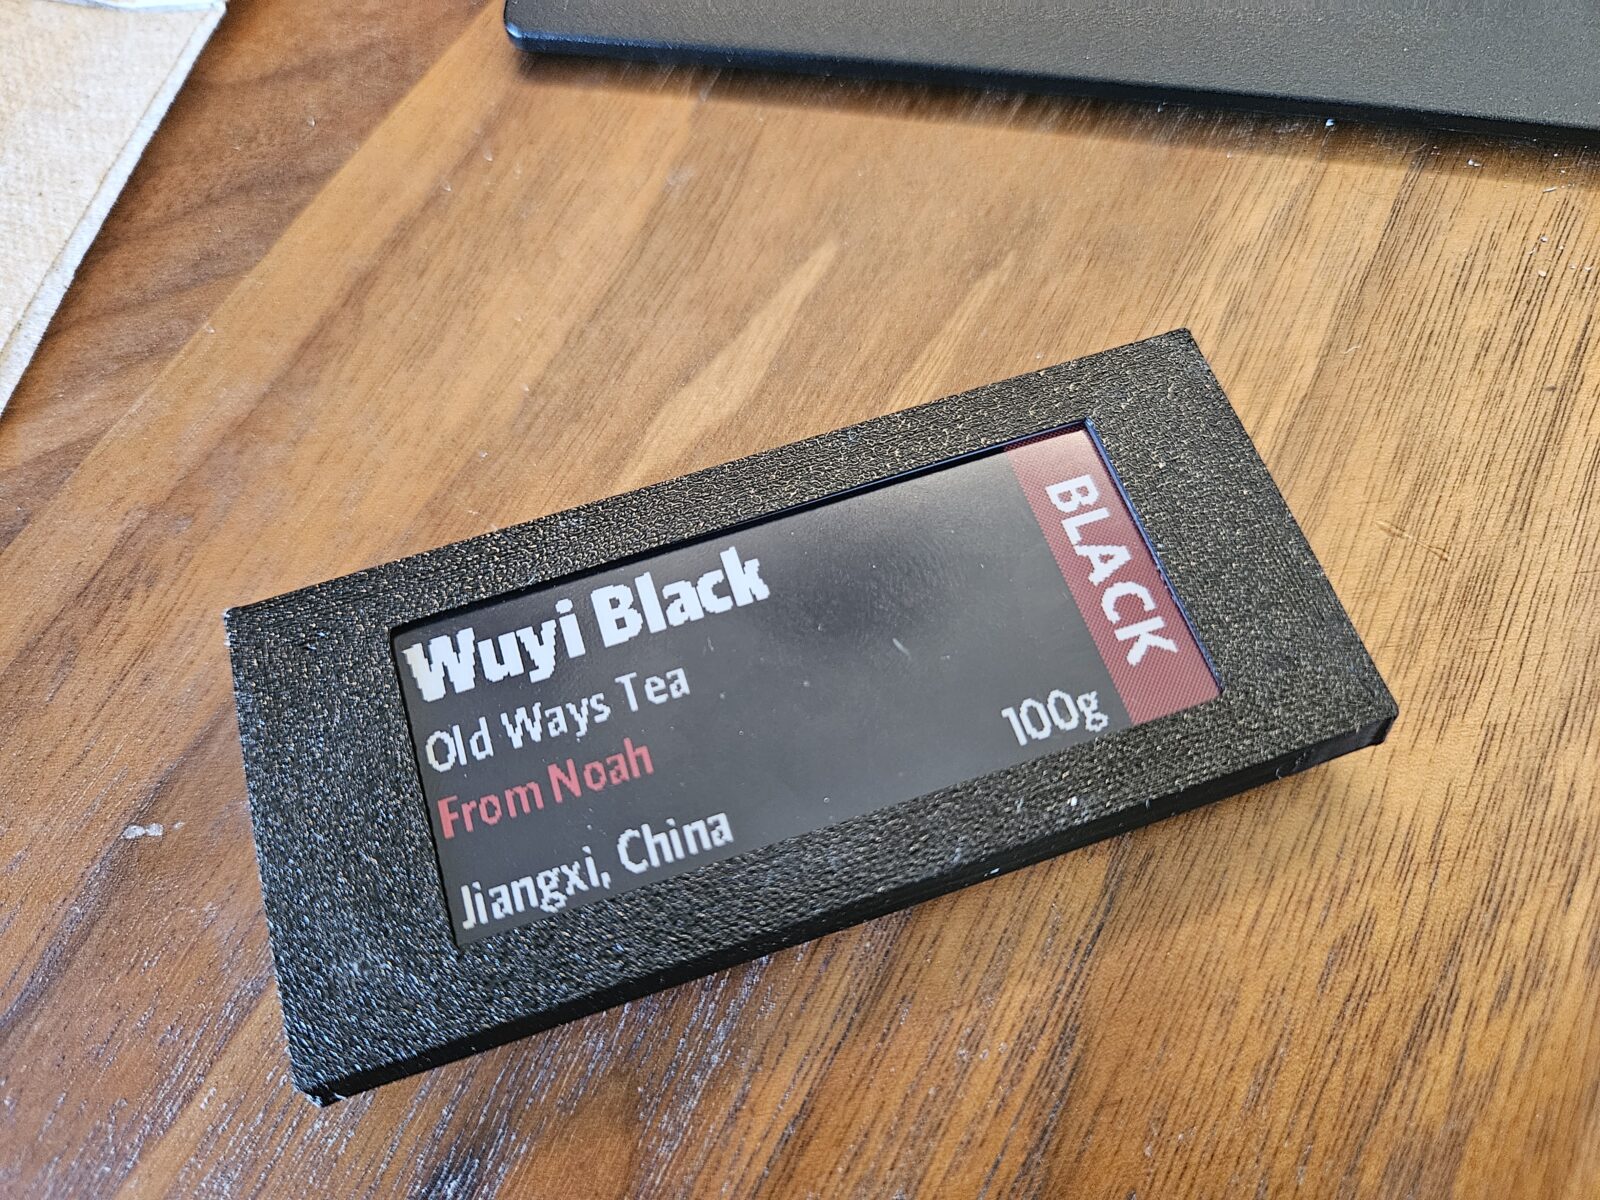 Wuyi Black
Old Ways Tea
From Noah
Jiangxi, China
100g
BLACK